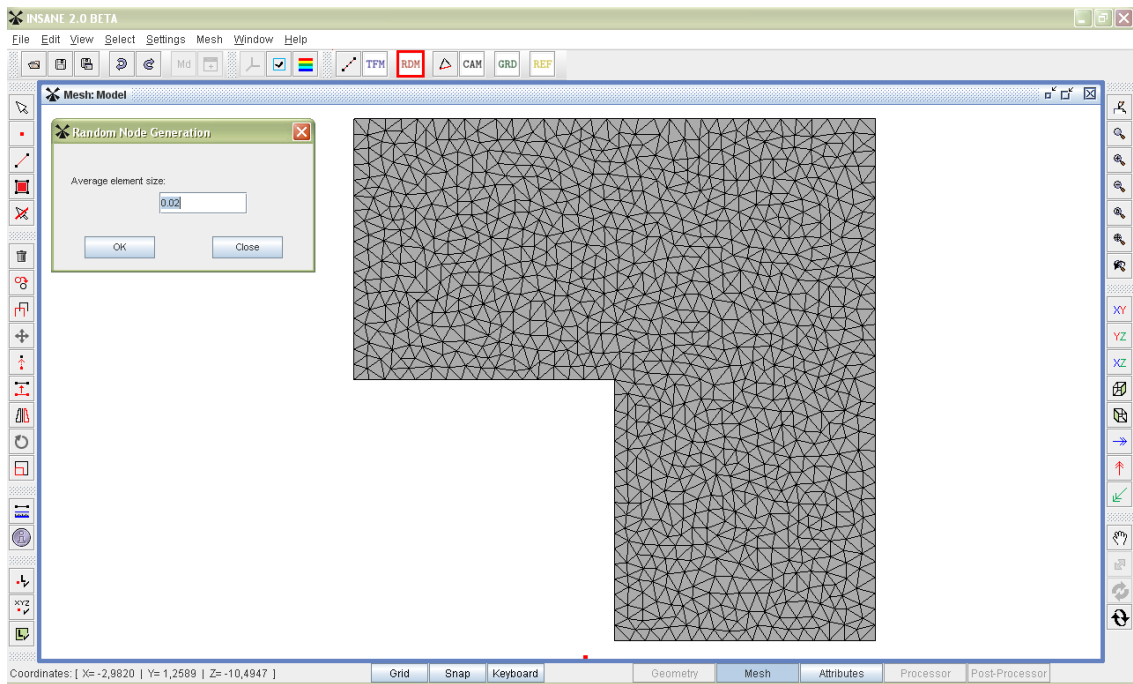 INSANE 2.0 BETA
File Edit View Select Settings Mesh Window Help
Md TFM RDM CAM GRD REF
Mesh: Model
Random Node Generation
Average element size:
0.02
OK Close
XY
YZ
XZ
XYZ
Coordinates: [ X= -2,9820 | Y= 1,2589 | Z= -10,4947 ] Grid Snap Keyboard Geometry Mesh Attributes Processor Post-Processor